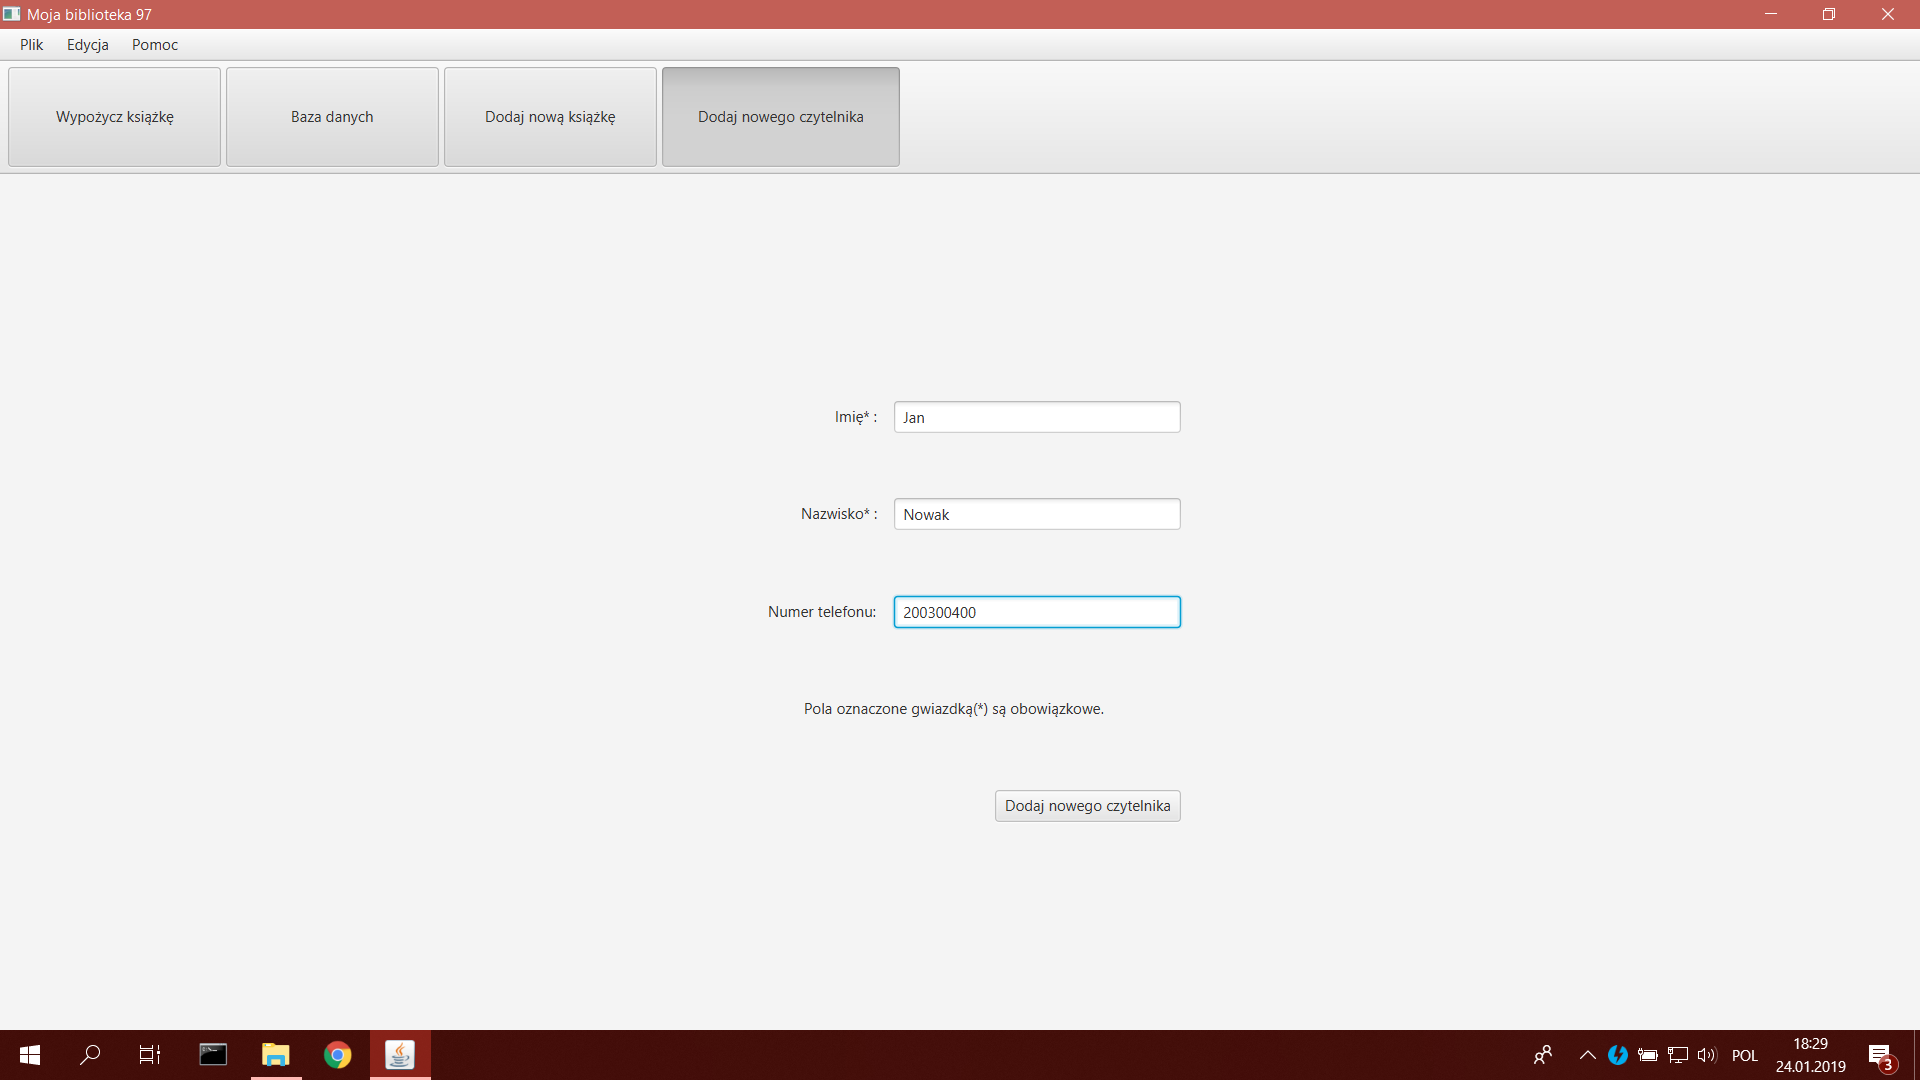 Moja biblioteka 97
Plik Edycja Pomoc
Wypożycz książkę Baza danych Dodaj nową książkę Dodaj nowego czytelnika
Imię* : Jan
Nazwisko* : Nowak
Numer telefonu: 200300400
Pola oznaczone gwiazdką(*) są obowiązkowe.
Dodaj nowego czytelnika
POL
18:29
24.01.2019
3